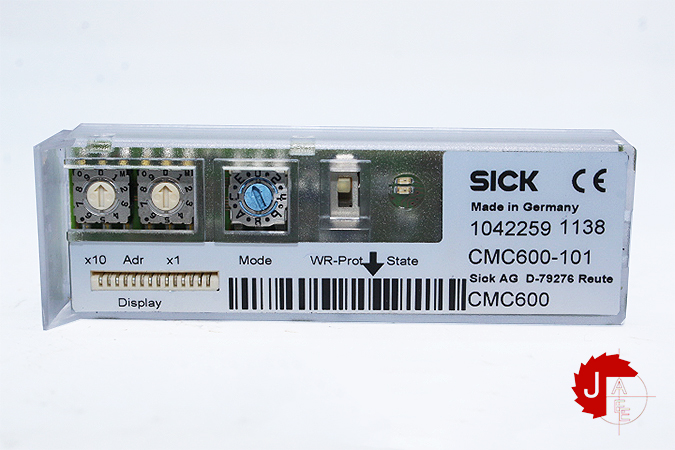 SICK CE
Made in Germany
1042259 1138
x10 Adr x1 Mode WR-Prot State CMC600-101
Sick AG D-79276 Reute
Display CMC600
J
A
E
E